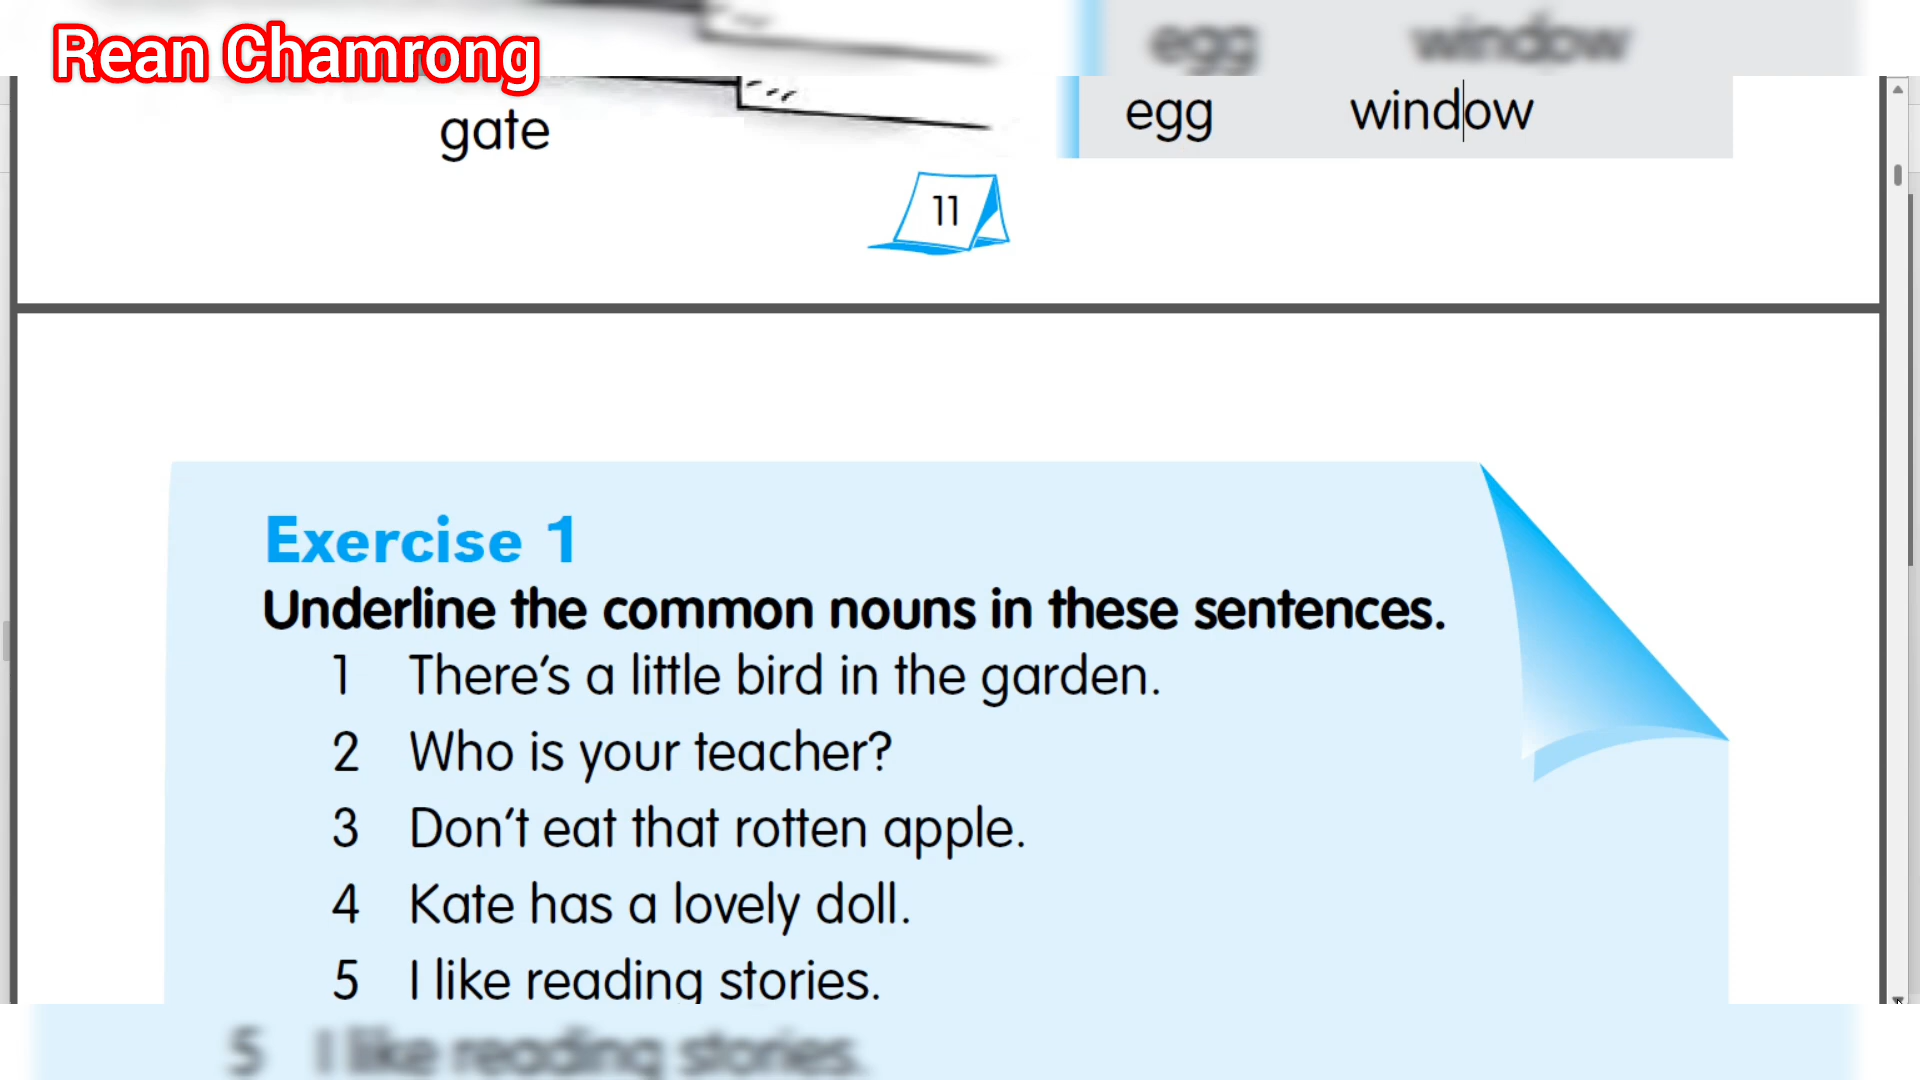 Rean Chamrong
egg window
egg window
gate
11
Exercise 1
Underline the common nouns in these sentences.
1 There's a little bird in the garden.
2 Who is your teacher?
3 Don't eat that rotten apple.
4 Kate has a lovely doll.
5 I like reading stories.
5 I like reading stories.